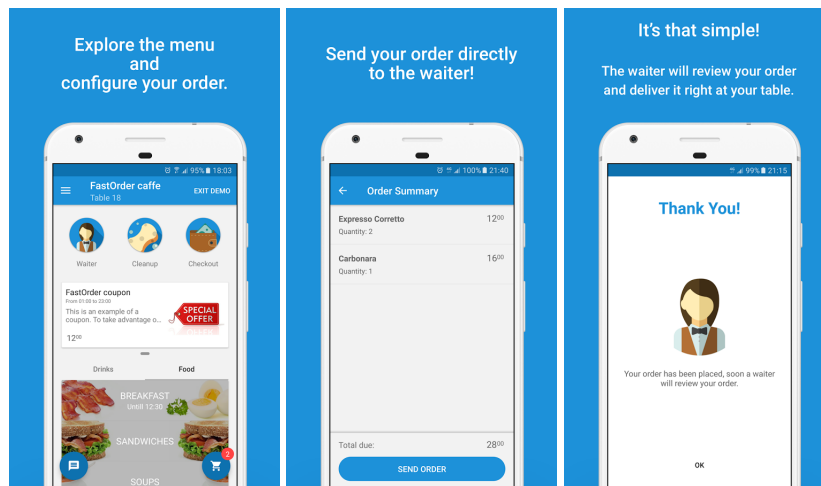 Explore the menu
and
configure your order.
95% 18:03
FastOrder caffe
Table 18
EXIT DEMO
Waiter
Cleanup
Checkout
FastOrder coupon
From 01:00 to 23:00
This is an example of a
coupon. To take advantage o...
SPECIAL
OFFER
12⁰⁰
Drinks
Food
BREAKFAST
Untill 12:30
SANDWICHES
SOUPS
2
Send your order directly
to the waiter!
100% 21:40
Order Summary
Expresso Corretto 12⁰⁰
Quantity: 2
Carbonara 16⁰⁰
Quantity: 1
Total due: 28⁰⁰
SEND ORDER
It's that simple!
The waiter will review your order
and deliver it right at your table.
99% 21:15
Thank You!
Your order has been placed, soon a waiter
will review your order.
OK